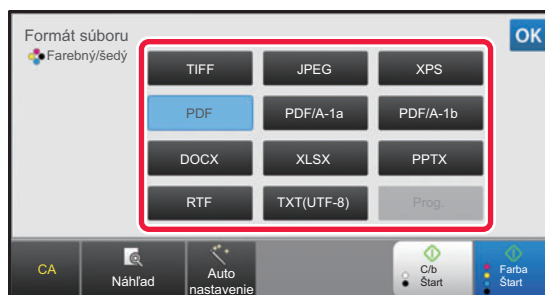 Formát súboru
OK
Farebný/šedý
TIFF JPEG XPS
PDF PDF/A-1a PDF/A-1b
DOCX XLSX PPTX
RTF TXT(UTF-8) Prog.
CA
Náhľad
Auto
nastavenie
C/b
Štart
Farba
Štart